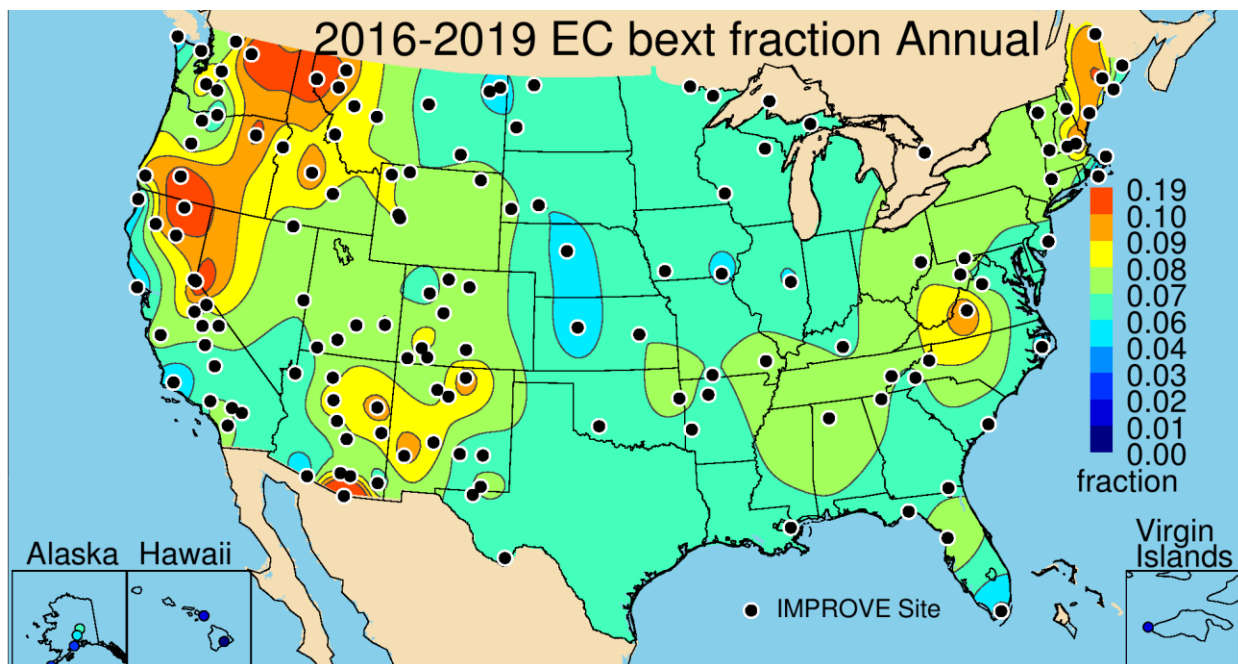 2016-2019 EC bext fraction Annual
0.19
0.10
0.09
0.08
0.07
0.06
0.04
0.03
0.02
0.01
0.00
fraction
Alaska
Hawaii
Virgin
Islands
IMPROVE Site